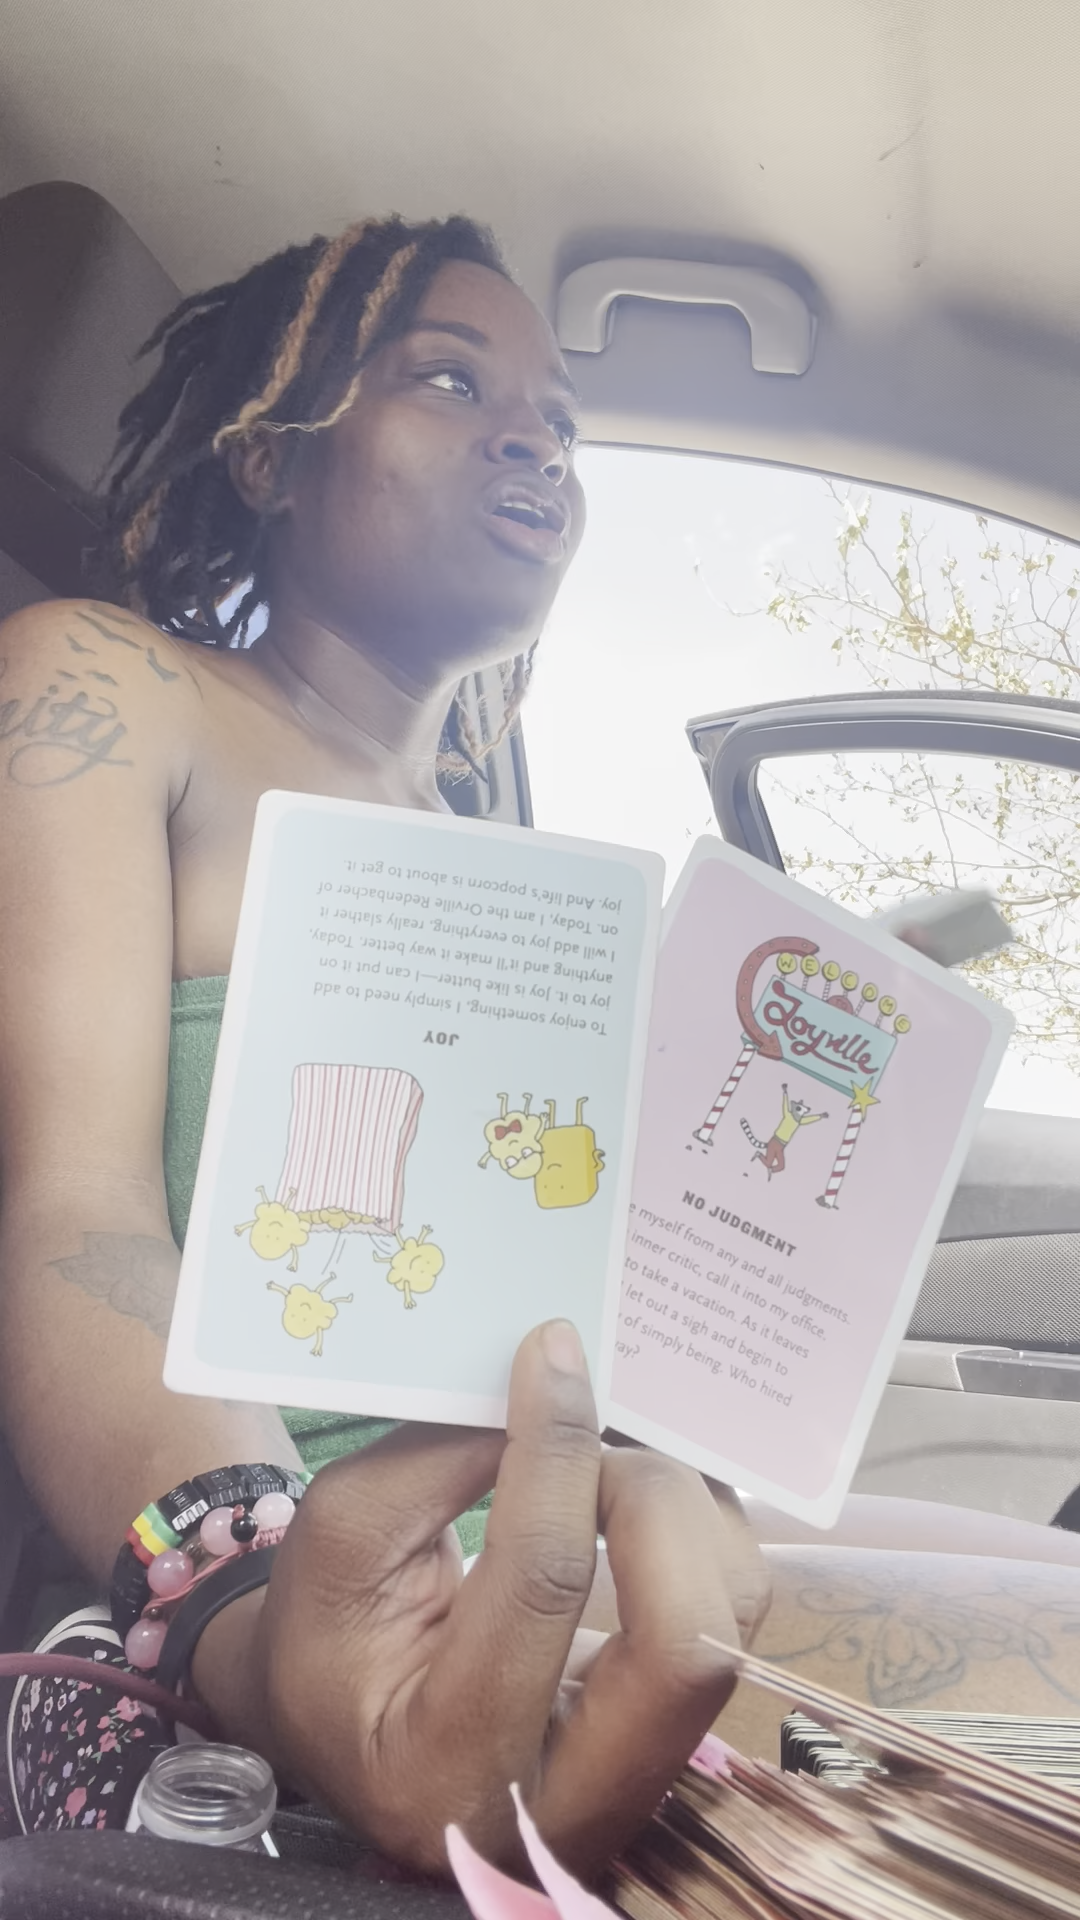 JOY
To enjoy something, I simply need to add
joy to it. Joy is like butter—I can put it on
anything and it'll make it way better. Today,
I will add joy to everything, really slather it
on. Today, I am the Orville Redenbacher of
joy. And life's popcorn is about to get it.
WELCOME
Joyville
NO JUDGMENT
myself from any and all judgments.
inner critic, call it into my office,
to take a vacation. As it leaves
let out a sigh and begin to
of simply being. Who hired